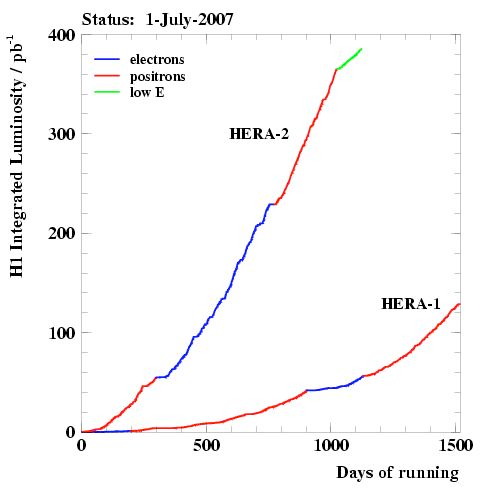 Status: 1-July-2007
H1 Integrated Luminosity / pb⁻¹
400
300
200
100
0
electrons
positrons
low E
HERA-2
HERA-1
0 500 1000 1500
Days of running